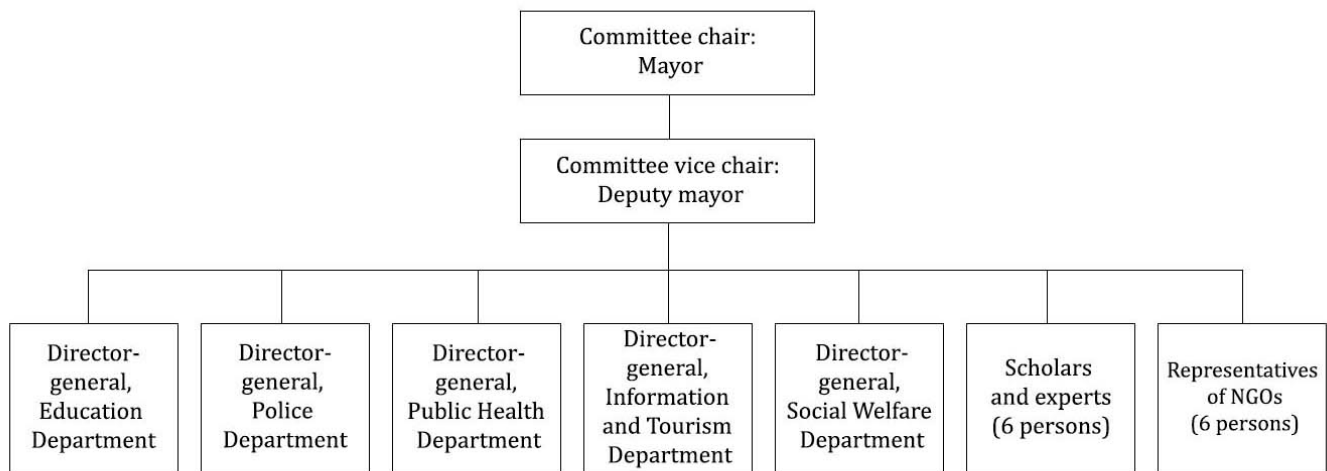 Committee chair:
Mayor
Committee vice chair:
Deputy mayor
Director-
general,
Education
Department
Director-
general,
Police
Department
Director-
general,
Public Health
Department
Director-
general,
Information
and Tourism
Department
Director-
general,
Social Welfare
Department
Scholars
and experts
(6 persons)
Representatives
of NGOs
(6 persons)